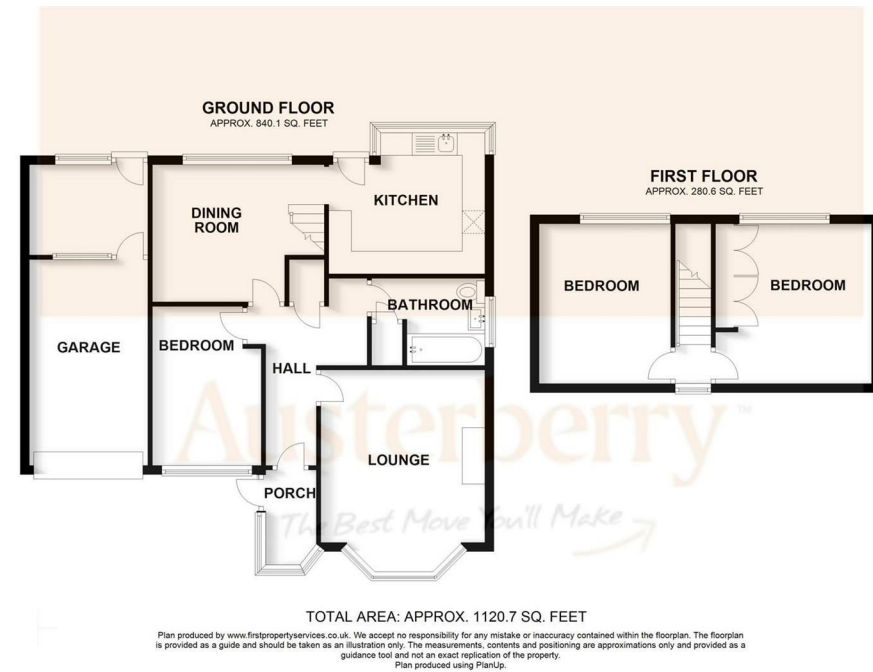 GROUND FLOOR
APPROX. 840.1 SQ. FEET
DINING
ROOM
KITCHEN
BATHROOM
GARAGE
BEDROOM
HALL
LOUNGE
PORCH
FIRST FLOOR
APPROX. 280.6 SQ. FEET
BEDROOM
BEDROOM
Austerberry™
The Best Move You'll Make
TOTAL AREA: APPROX. 1120.7 SQ. FEET
Plan produced by www.firstpropertyservices.co.uk. We accept no responsibility for any mistake or inaccuracy contained within the floorplan. The floorplan
is provided as a guide and should be taken as an illustration only. The measurements, contents and positioning are approximations only and provided as a
guidance tool and not an exact replication of the property.
Plan produced using PlanUp.